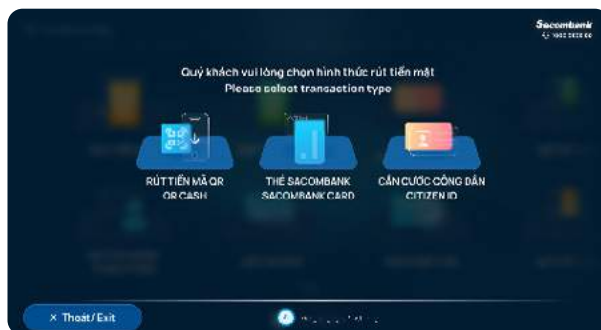 Sacombank
Quý khách vui lòng chọn hình thức rút tiền mặt
Please select transaction type
RÚT TIỀN MÃ QR
QR CASH
THẺ SACOMBANK
SACOMBANK CARD
CĂN CƯỚC CÔNG DÂN
CITIZEN ID
× Thoát/Exit